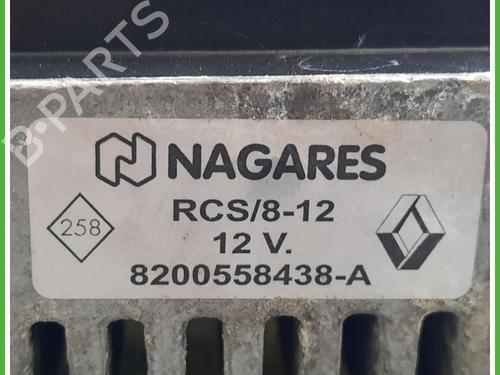 B-PARTS
NAGARES
RCS/8-12
258
12 V.
8200558438-A